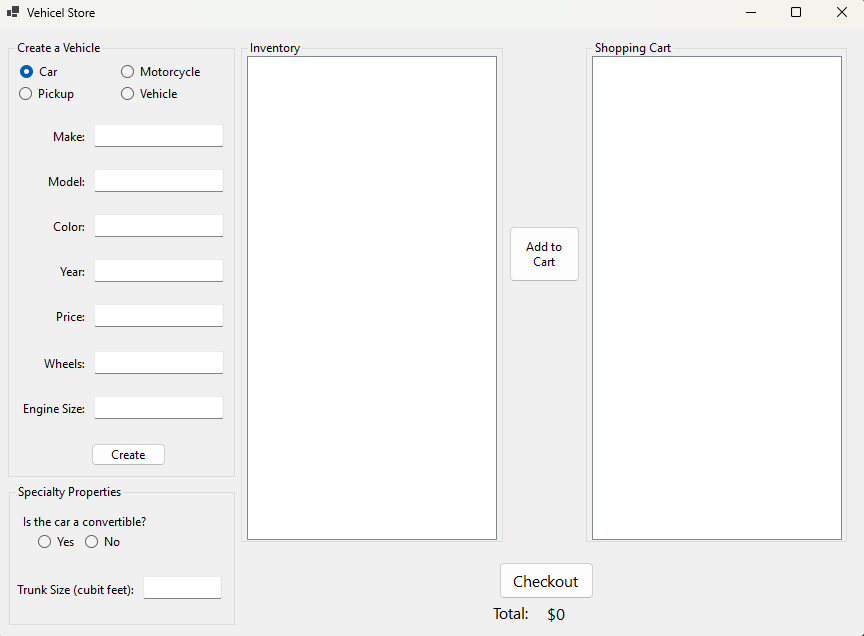 Vehicel Store
Create a Vehicle
Car
Motorcycle
Pickup
Vehicle
Make:
Model:
Color:
Year:
Price:
Wheels:
Engine Size:
Create
Specialty Properties
Is the car a convertible?
Yes No
Trunk Size (cubit feet):
Inventory
Add to
Cart
Shopping Cart
Checkout
Total: $0